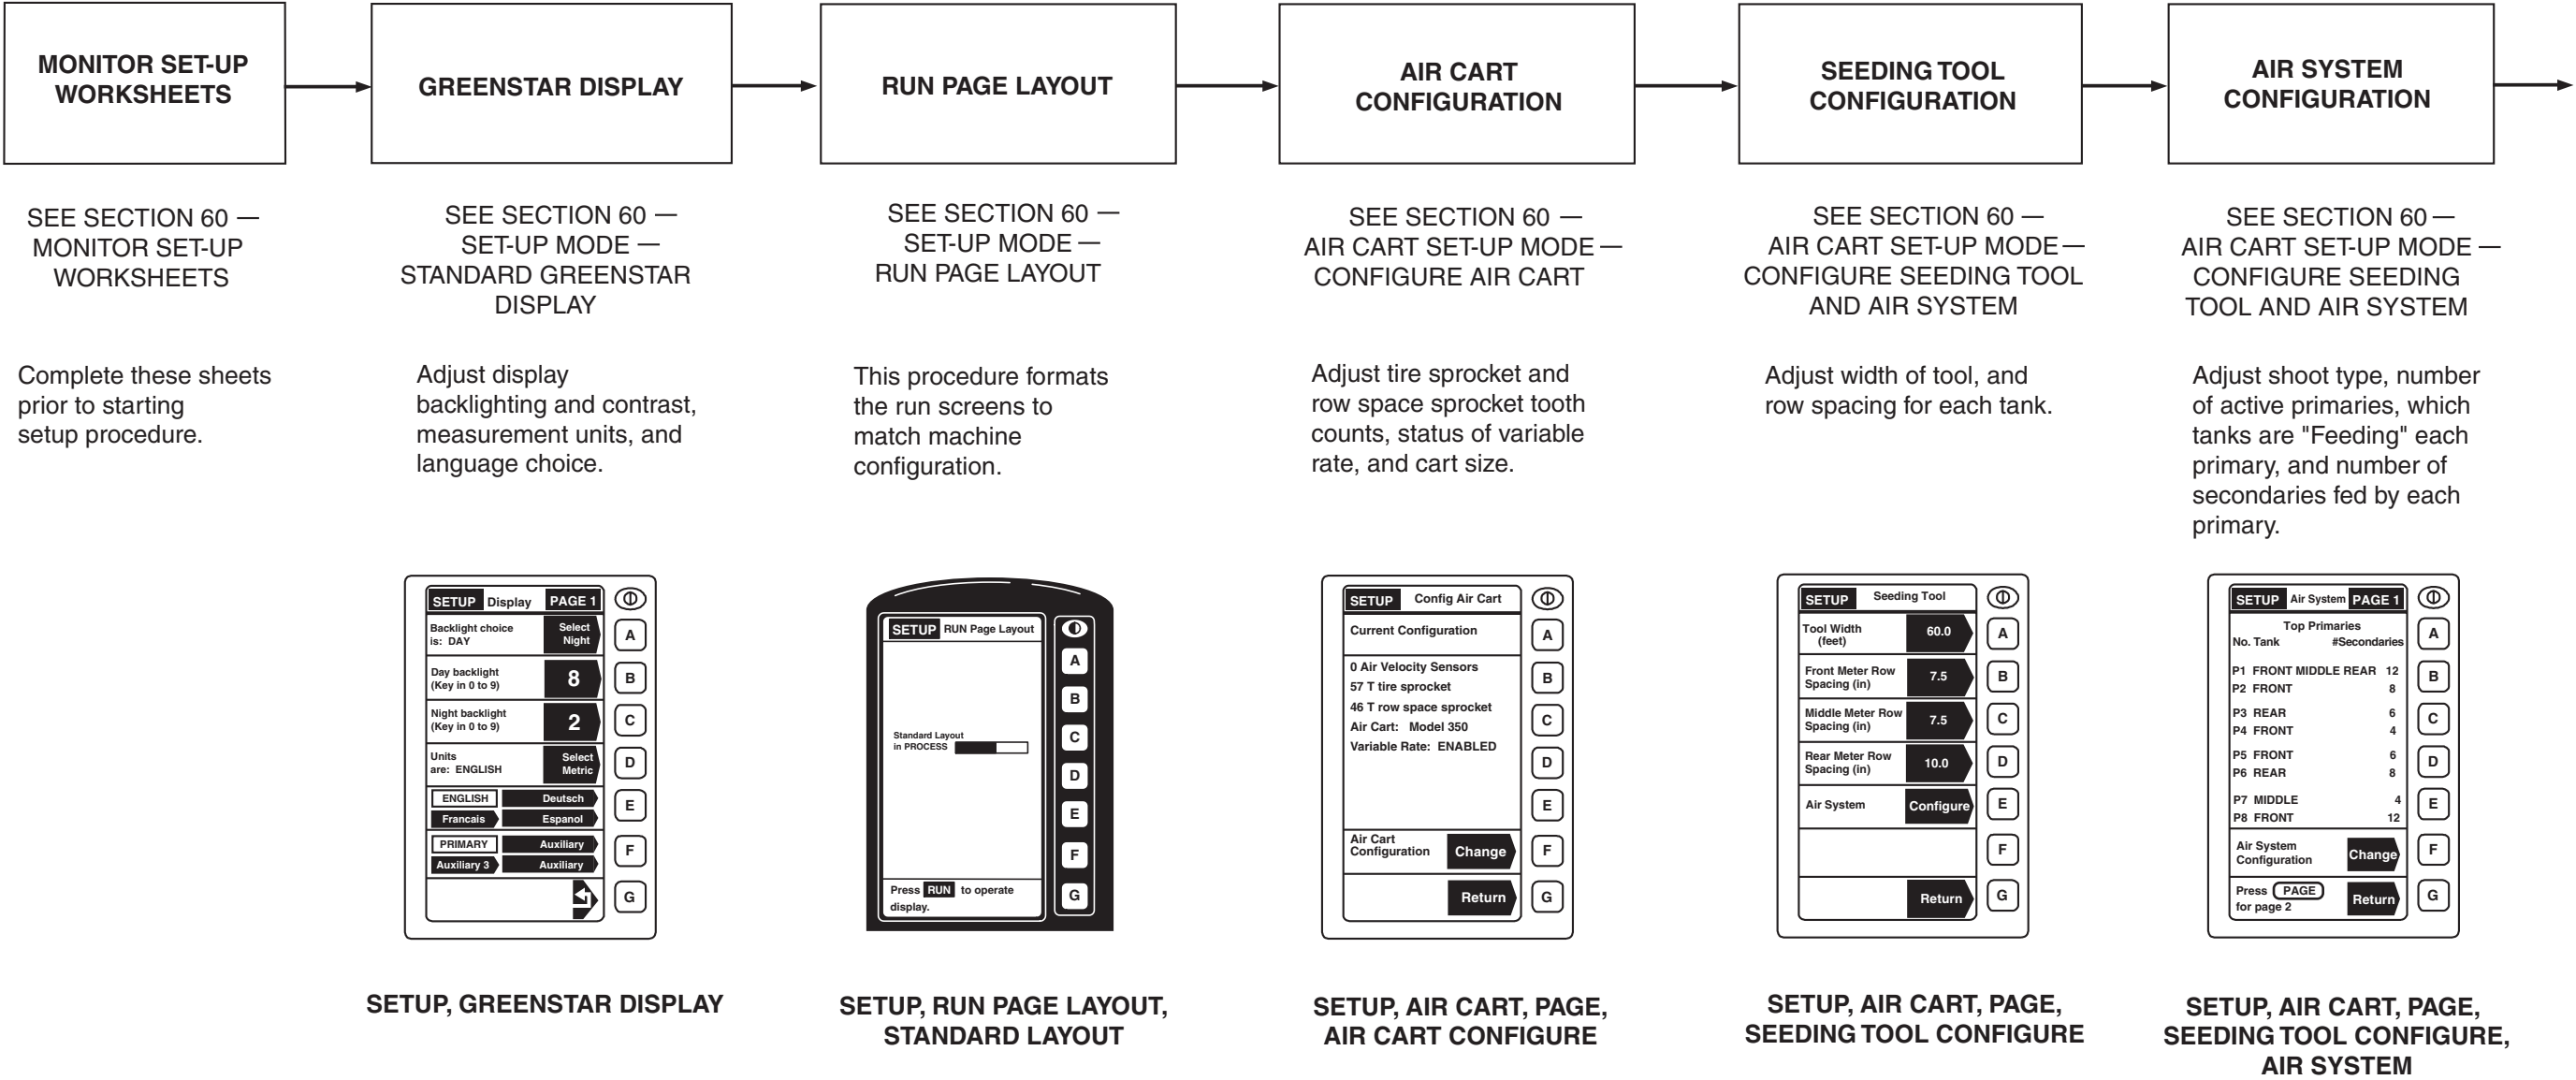 MONITOR SET-UP
WORKSHEETS
GREENSTAR DISPLAY
RUN PAGE LAYOUT
AIR CART
CONFIGURATION
SEEDING TOOL
CONFIGURATION
AIR SYSTEM
CONFIGURATION
SEE SECTION 60 —
MONITOR SET-UP
WORKSHEETS
SEE SECTION 60 —
SET-UP MODE —
STANDARD GREENSTAR
DISPLAY
SEE SECTION 60 —
SET-UP MODE —
RUN PAGE LAYOUT
SEE SECTION 60 —
AIR CART SET-UP MODE —
CONFIGURE AIR CART
SEE SECTION 60 —
AIR CART SET-UP MODE —
CONFIGURE SEEDING TOOL
AND AIR SYSTEM
SEE SECTION 60 —
AIR CART SET-UP MODE —
CONFIGURE SEEDING
TOOL AND AIR SYSTEM
Complete these sheets
prior to starting
setup procedure.
Adjust display
backlighting and contrast,
measurement units, and
language choice.
This procedure formats
the run screens to
match machine
configuration.
Adjust tire sprocket and
row space sprocket tooth
counts, status of variable
rate, and cart size.
Adjust width of tool, and
row spacing for each tank.
Adjust shoot type, number
of active primaries, which
tanks are "Feeding" each
primary, and number of
secondaries fed by each
primary.
SETUP Display PAGE 1
Backlight choice
is: DAY
Select
Night
A
Day backlight
(Key in 0 to 9)
8
B
Night backlight
(Key in 0 to 9)
2
C
Units
are: ENGLISH
Select
Metric
D
ENGLISH Deutsch
Francais Espanol
E
PRIMARY Auxiliary
Auxiliary 3 Auxiliary
F
G
SETUP RUN Page Layout
A
B
Standard Layout
in PROCESS
C
D
E
F
Press RUN to operate
display.
G
SETUP Config Air Cart
Current Configuration
A
0 Air Velocity Sensors
57 T tire sprocket
46 T row space sprocket
Air Cart: Model 350
Variable Rate: ENABLED
B
C
D
E
Air Cart
Configuration
Change
F
Return
G
SETUP Seeding Tool
Tool Width
(feet)
60.0
A
Front Meter Row
Spacing (in)
7.5
B
Middle Meter Row
Spacing (in)
7.5
C
Rear Meter Row
Spacing (in)
10.0
D
Air System Configure
E
F
Return
G
SETUP Air System PAGE 1
Top Primaries
No. Tank #Secondaries
A
P1 FRONT MIDDLE REAR 12
P2 FRONT 8
B
P3 REAR 6
P4 FRONT 4
C
P5 FRONT 6
P6 REAR 8
D
P7 MIDDLE 4
P8 FRONT 12
E
Air System
Configuration
Change
F
Press PAGE
for page 2
Return
G
SETUP, GREENSTAR DISPLAY
SETUP, RUN PAGE LAYOUT,
STANDARD LAYOUT
SETUP, AIR CART, PAGE,
AIR CART CONFIGURE
SETUP, AIR CART, PAGE,
SEEDING TOOL CONFIGURE
SETUP, AIR CART, PAGE,
SEEDING TOOL CONFIGURE,
AIR SYSTEM